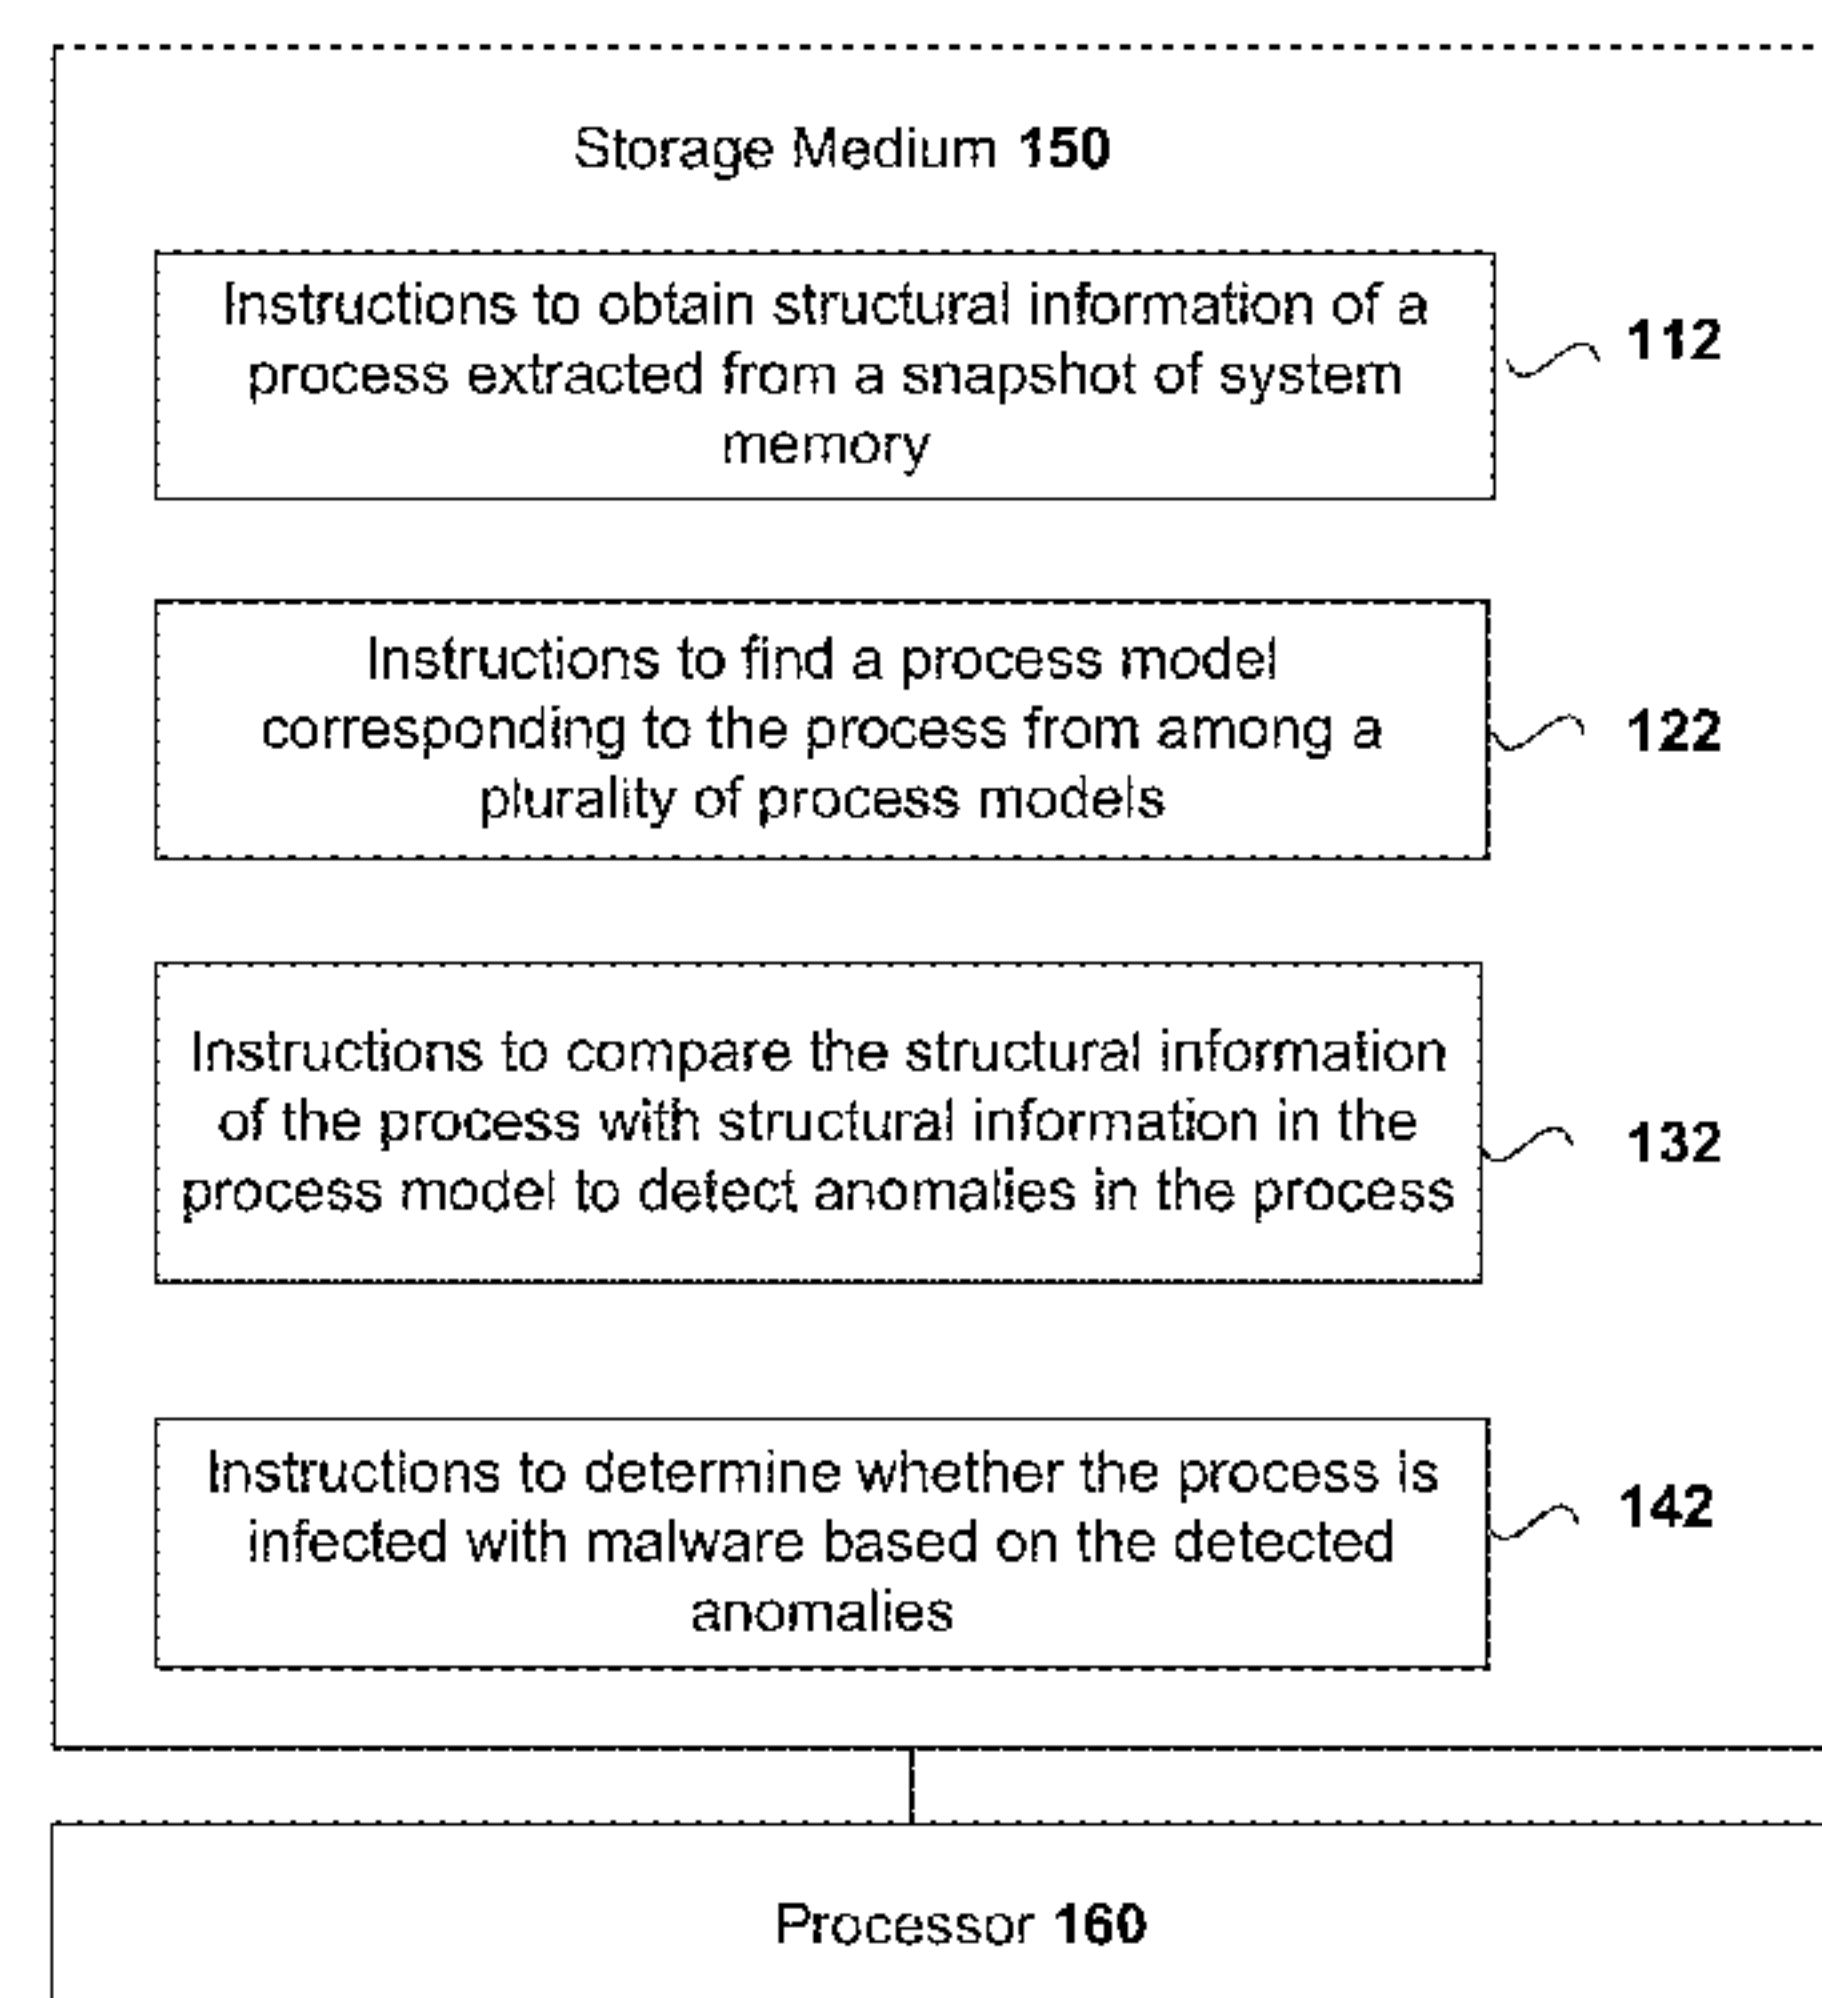 Storage Medium 150
Instructions to obtain structural information of a
process extracted from a snapshot of system
memory
112
Instructions to find a process model
corresponding to the process from among a
plurality of process models
122
Instructions to compare the structural information
of the process with structural information in the
process model to detect anomalies in the process
132
Instructions to determine whether the process is
infected with malware based on the detected
anomalies
142
Processor 160